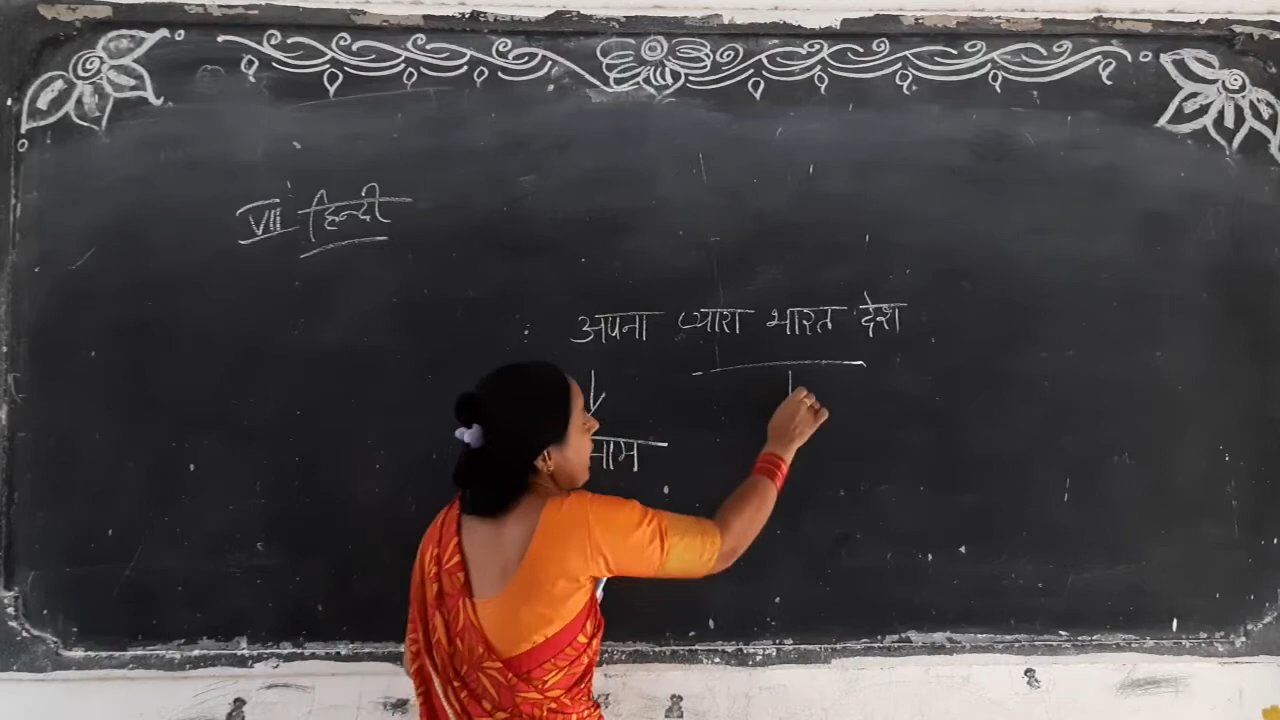 VII हिन्दी
अपना प्यारा भारत देश
नाम